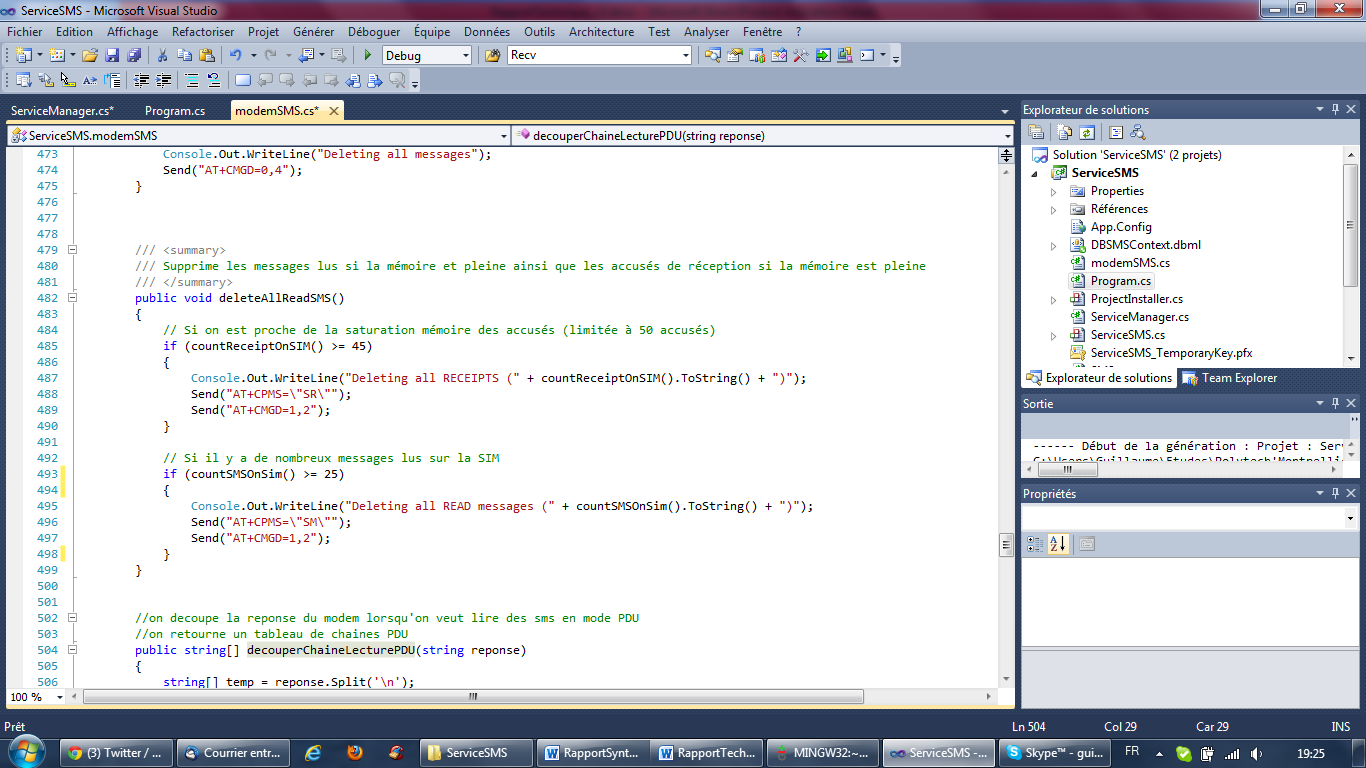 ServiceSMS - Microsoft Visual Studio
Fichier Edition Affichage Refactoriser Projet Générer Déboguer Équipe Données Outils Architecture Test Analyser Fenêtre ?
Debug Recv
ServiceManager.cs* Program.cs modemSMS.cs*
ServiceSMS.modemSMS decouperChaineLecturePDU(string reponse)
473 Console.Out.WriteLine("Deleting all messages");
474 Send("AT+CMGD=0,4");
475 }
476
477
478
479 /// <summary>
480 /// Supprime les messages lus si la mémoire et pleine ainsi que les accusés de réception si la mémoire est pleine
481 /// </summary>
482 public void deleteAllReadSMS()
483 {
484 // Si on est proche de la saturation mémoire des accusés (limitée à 50 accusés)
485 if (countReceiptOnSIM() >= 45)
486 {
487 Console.Out.WriteLine("Deleting all RECEIPTS (" + countReceiptOnSIM().ToString() + ")");
488 Send("AT+CPMS=\"SR\"");
489 Send("AT+CMGD=1,2");
490 }
491
492 // Si il y a de nombreux messages lus sur la SIM
493 if (countSMSOnSim() >= 25)
494 {
495 Console.Out.WriteLine("Deleting all READ messages (" + countSMSOnSim().ToString() + ")");
496 Send("AT+CPMS=\"SM\"");
497 Send("AT+CMGD=1,2");
498 }
499 }
500
501
502 //on decoupe la reponse du modem lorsqu'on veut lire des sms en mode PDU
503 //on retourne un tableau de chaines PDU
504 public string[] decouperChaineLecturePDU(string reponse)
505 {
506 string[] temp = reponse.Split('\n');
100 %
Explorateur de solutions
Solution 'ServiceSMS' (2 projets)
ServiceSMS
Properties
Références
App.Config
DBSMSContext.dbml
modemSMS.cs
Program.cs
ProjectInstaller.cs
ServiceManager.cs
ServiceSMS.cs
ServiceSMS_TemporaryKey.pfx
Explorateur de solutions Team Explorer
Sortie
------ Début de la génération : Projet : Serv
C:\Users\Guillaume\Etudes\Polytech'Montpelli
Propriétés
Prêt Ln 504 Col 29 Car 29 INS
(3) Twitter / ... Courrier entr... ServiceSMS RapportSynt... RapportTech... MINGW32:~... ServiceSMS -... Skype™ - gui... FR 19:25